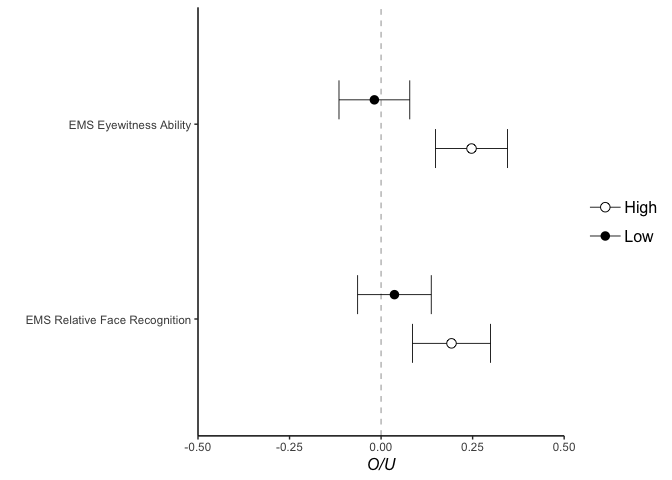 EMS Eyewitness Ability
High
Low
EMS Relative Face Recognition
-0.50
-0.25
0.00
0.25
0.50
O/U